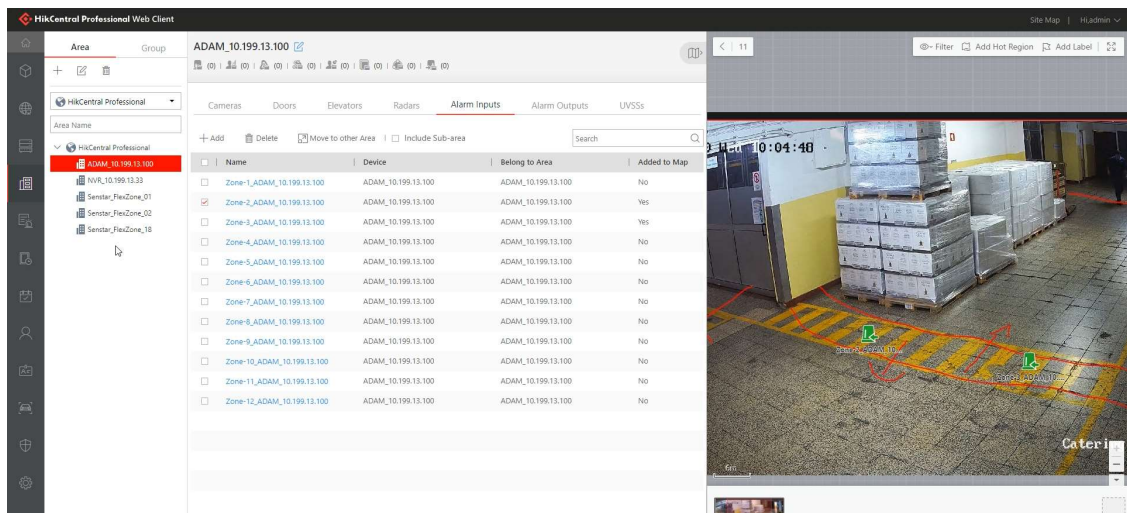 HikCentral Professional Web Client
Site Map | Hi,admin
Area Group
HikCentral Professional
Area Name
HikCentral Professional
ADAM_10.199.13.100
NVR_10.199.13.33
Senstar_FlexZone_01
Senstar_FlexZone_02
Senstar_FlexZone_18
ADAM_10.199.13.100
(0) | (0) | (0) | (0) | (0) | (0) | (0) | (0)
Cameras Doors Elevators Radars Alarm Inputs Alarm Outputs UVSSs
+ Add Delete Move to other Area | Include Sub-area Search
Name Device Belong to Area Added to Map
Zone-1_ADAM_10.199.13.100 ADAM_10.199.13.100 ADAM_10.199.13.100 No
Zone-2_ADAM_10.199.13.100 ADAM_10.199.13.100 ADAM_10.199.13.100 Yes
Zone-3_ADAM_10.199.13.100 ADAM_10.199.13.100 ADAM_10.199.13.100 Yes
Zone-4_ADAM_10.199.13.100 ADAM_10.199.13.100 ADAM_10.199.13.100 No
Zone-5_ADAM_10.199.13.100 ADAM_10.199.13.100 ADAM_10.199.13.100 No
Zone-6_ADAM_10.199.13.100 ADAM_10.199.13.100 ADAM_10.199.13.100 No
Zone-7_ADAM_10.199.13.100 ADAM_10.199.13.100 ADAM_10.199.13.100 No
Zone-8_ADAM_10.199.13.100 ADAM_10.199.13.100 ADAM_10.199.13.100 No
Zone-9_ADAM_10.199.13.100 ADAM_10.199.13.100 ADAM_10.199.13.100 No
Zone-10_ADAM_10.199.13.100 ADAM_10.199.13.100 ADAM_10.199.13.100 No
Zone-11_ADAM_10.199.13.100 ADAM_10.199.13.100 ADAM_10.199.13.100 No
Zone-12_ADAM_10.199.13.100 ADAM_10.199.13.100 ADAM_10.199.13.100 No
< | 11
Filter Add Hot Region Add Label
Wed 10:04:48
Zone-2_ADAM_10...
Cateri
6m